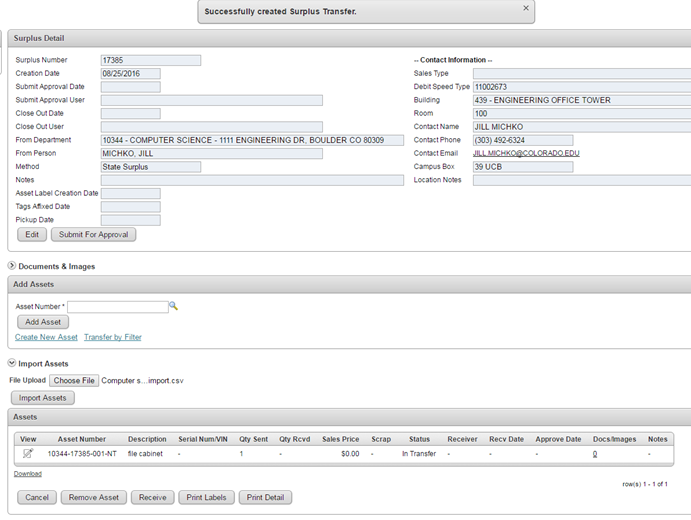 Successfully created Surplus Transfer.
Surplus Detail
Surplus Number 17385
Creation Date 08/25/2016
Submit Approval Date
Submit Approval User
Close Out Date
Close Out User
From Department 10344 - COMPUTER SCIENCE - 1111 ENGINEERING DR, BOULDER CO 80309
From Person MICHKO, JILL
Method State Surplus
Notes
Asset Label Creation Date
Tags Affixed Date
Pickup Date
Edit Submit For Approval
-- Contact Information --
Sales Type
Debit Speed Type 11002673
Building 439 - ENGINEERING OFFICE TOWER
Room 100
Contact Name JILL MICHKO
Contact Phone (303) 492-6324
Contact Email JILL.MICHKO@COLORADO.EDU
Campus Box 39 UCB
Location Notes
Documents & Images
Add Assets
Asset Number *
Add Asset
Create New Asset Transfer by Filter
Import Assets
File Upload Choose File Computer s...import.csv
Import Assets
Assets
View Asset Number Description Serial Num/VIN Qty Sent Qty Rcvd Sales Price Scrap Status Receiver Recv Date Approve Date Docs/Images Notes
10344-17385-001-NT file cabinet - 1 - $0.00 - In Transfer - - - 0 -
Download
row(s) 1 - 1 of 1
Cancel Remove Asset Receive Print Labels Print Detail